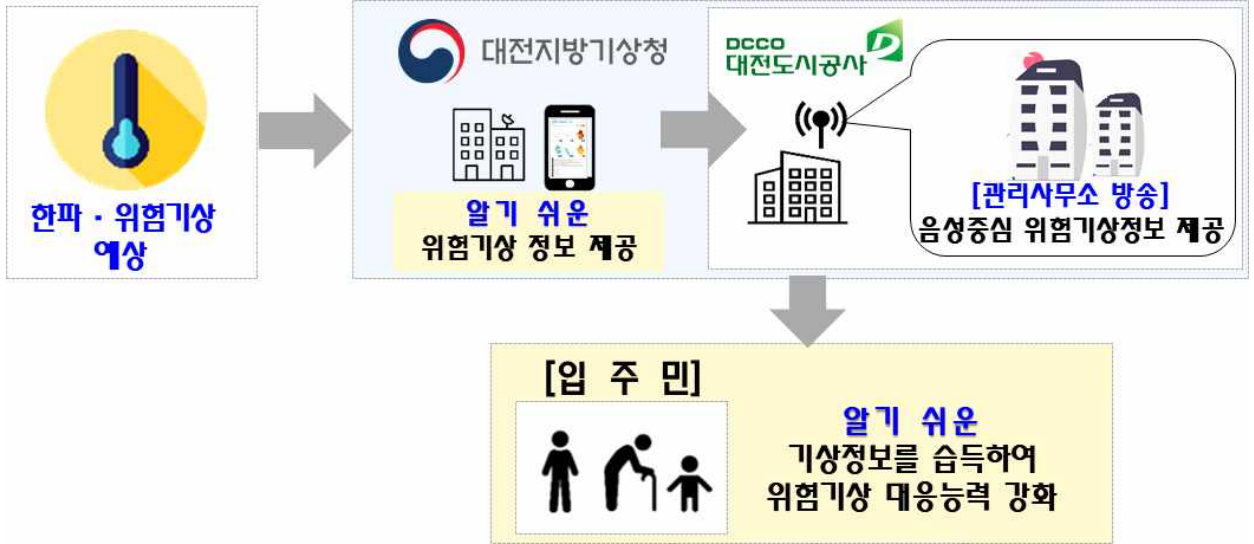 한파 · 위험기상
예상
대전지방기상청
알기 쉬운
위험기상 정보 제공
DCCO
대전도시공사
[관리사무소 방송]
음성중심 위험기상정보 제공
[입 주 민]
알기 쉬운
기상정보를 습득하여
위험기상 대응능력 강화